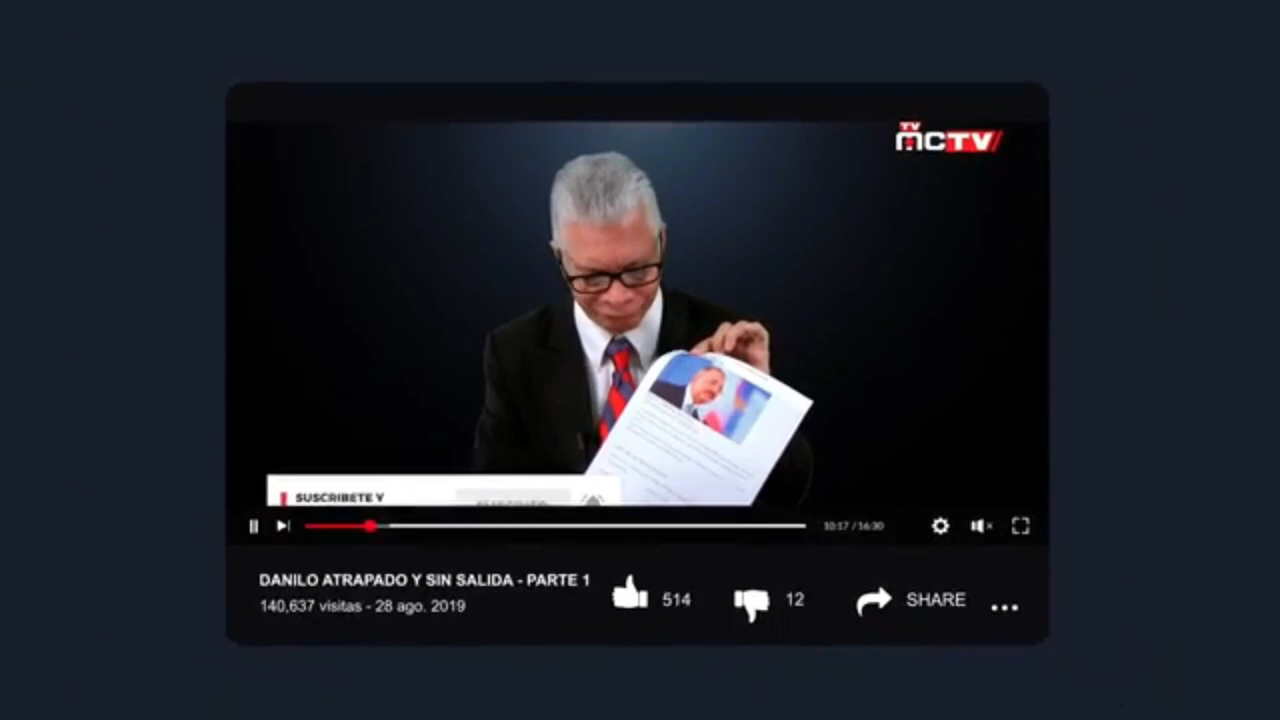 TV
mCTV
SUSCRIBETE Y
10:17 / 16:30
DANILO ATRAPADO Y SIN SALIDA - PARTE 1
140,637 visitas - 28 ago. 2019
514
12
SHARE